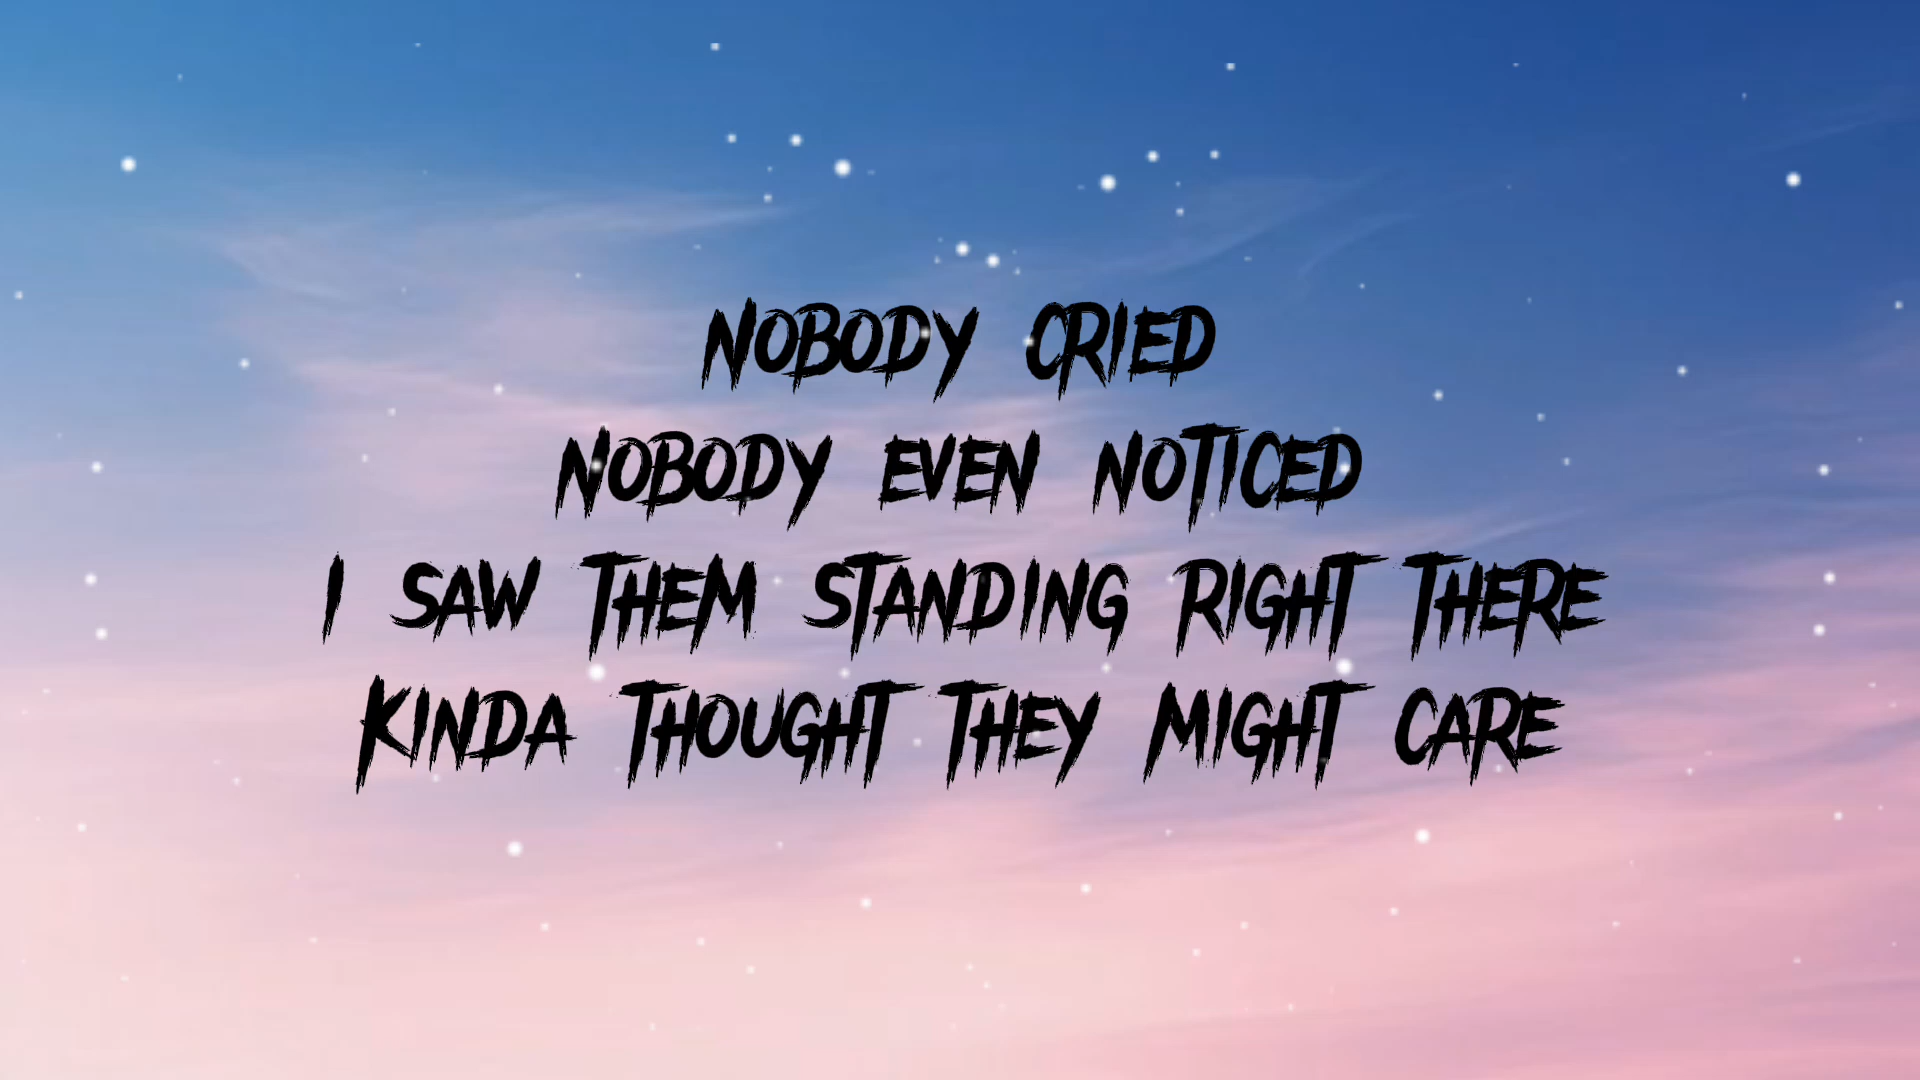 NOBODY CRIED
NOBODY EVEN NOTICED
I SAW THEM STANDING RIGHT THERE
KINDA THOUGHT THEY MIGHT CARE